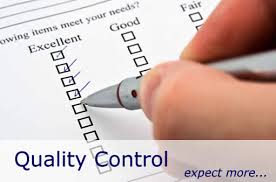 owing items meet your needs?
Excellent
Good
Fair
Quality Control
expect more...